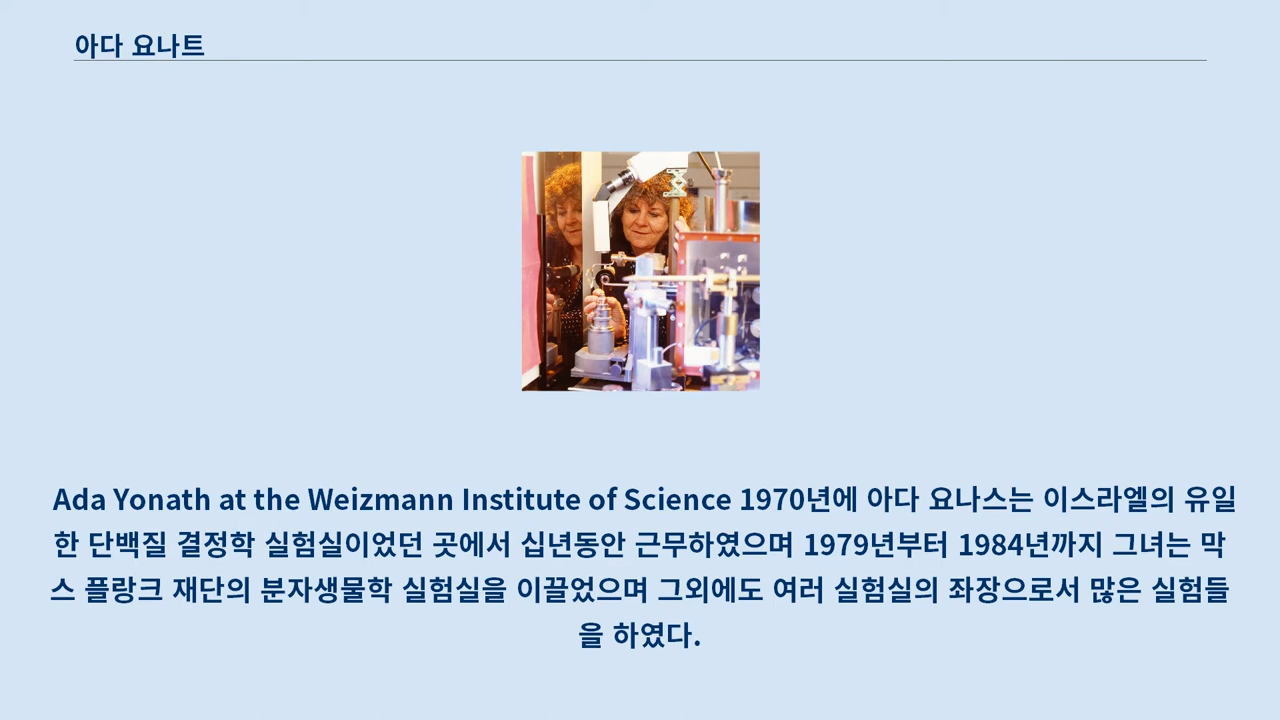 아다 요나트
Ada Yonath at the Weizmann Institute of Science 1970년에 아다 요나스는 이스라엘의 유일
한 단백질 결정학 실험실이었던 곳에서 십년동안 근무하였으며 1979년부터 1984년까지 그녀는 막
스 플랑크 재단의 분자생물학 실험실을 이끌었으며 그외에도 여러 실험실의 좌장으로서 많은 실험들
을 하였다.